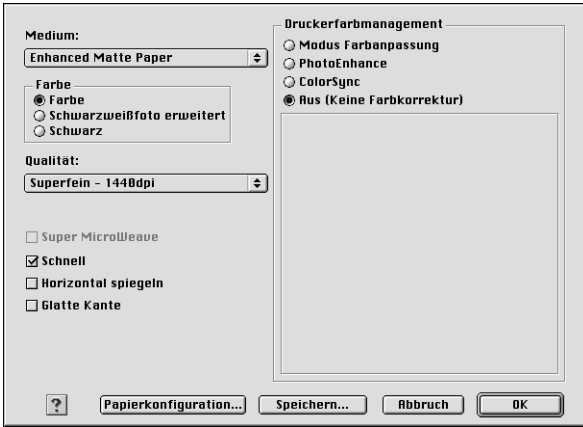 Medium:
Enhanced Matte Paper
Farbe
Farbe
Schwarzweißfoto erweitert
Schwarz
Qualität:
Superfein - 1440dpi
Super MicroWeave
Schnell
Horizontal spiegeln
Glatte Kante
Druckerfarbmanagement
Modus Farbanpassung
PhotoEnhance
ColorSync
Aus (Keine Farbkorrektur)
?
Papierkonfiguration...
Speichern...
Abbruch
OK